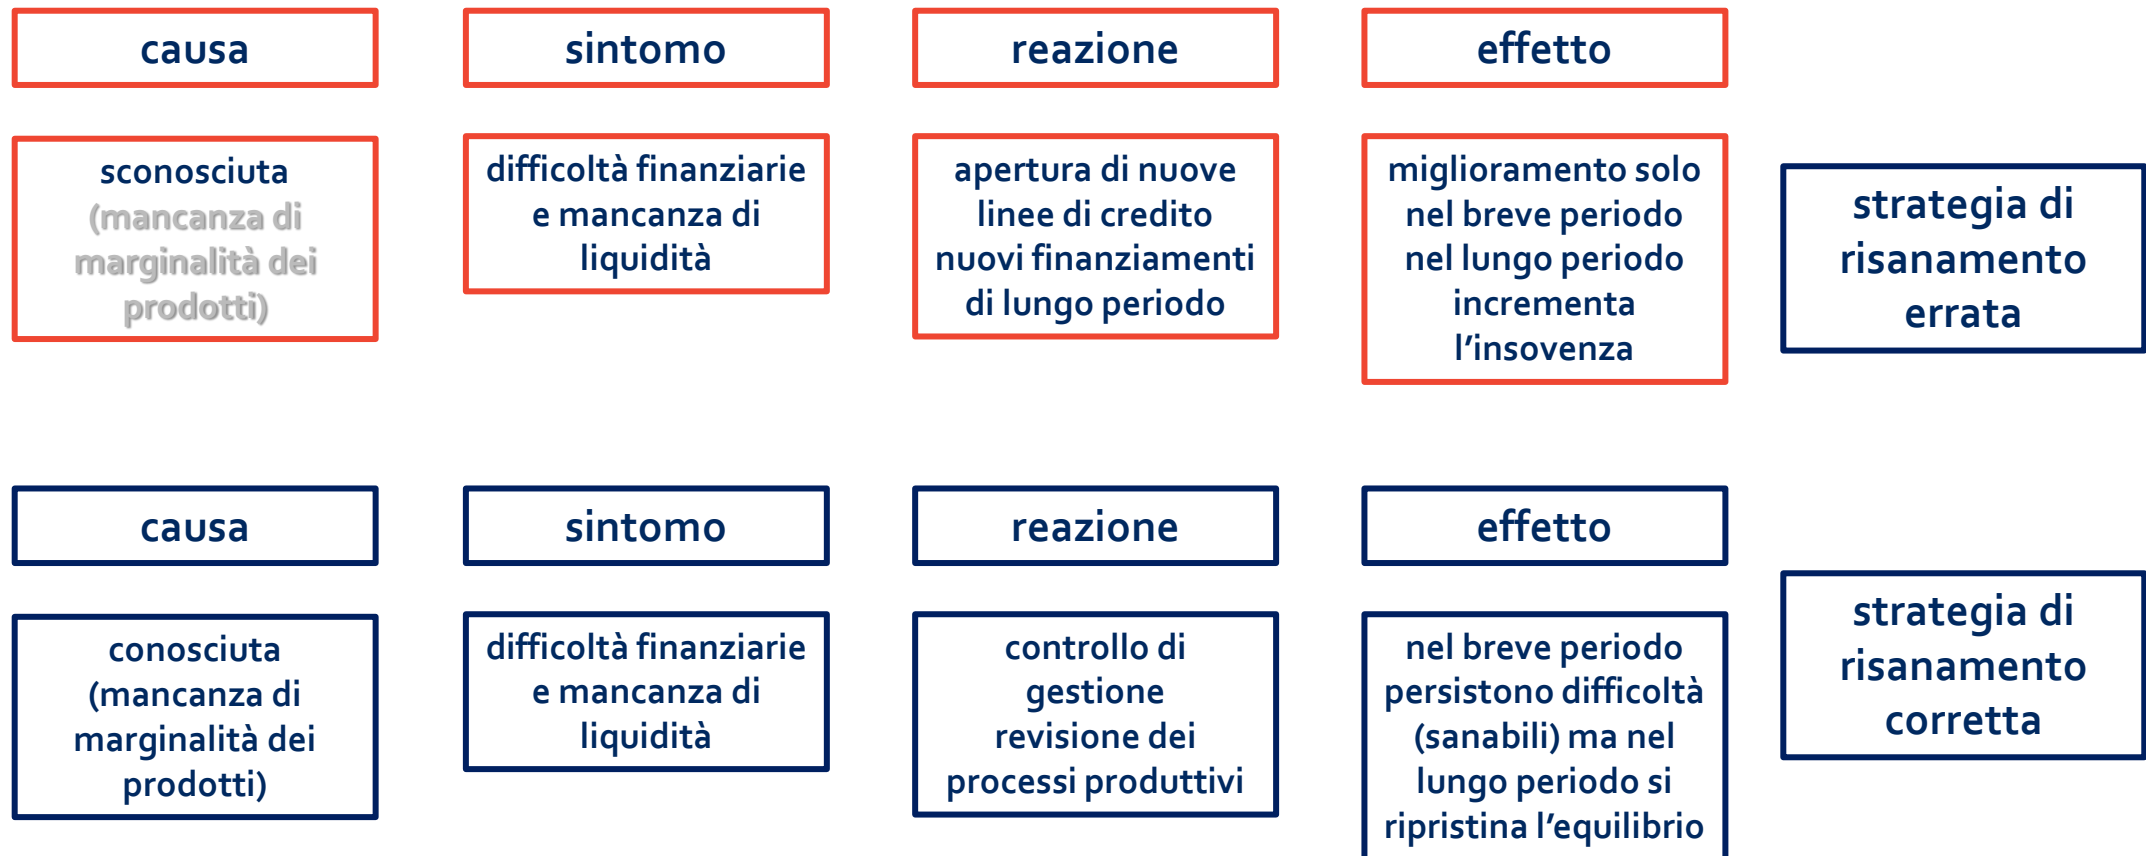 causa
sintomo
reazione
effetto
sconosciuta
(mancanza di
marginalità dei
prodotti)
difficoltà finanziarie
e mancanza di
liquidità
apertura di nuove
linee di credito
nuovi finanziamenti
di lungo periodo
miglioramento solo
nel breve periodo
nel lungo periodo
incrementa
l’insovenza
strategia di
risanamento
errata
causa
sintomo
reazione
effetto
conosciuta
(mancanza di
marginalità dei
prodotti)
difficoltà finanziarie
e mancanza di
liquidità
controllo di
gestione
revisione dei
processi produttivi
nel breve periodo
persistono difficoltà
(sanabili) ma nel
lungo periodo si
ripristina l’equilibrio
strategia di
risanamento
corretta